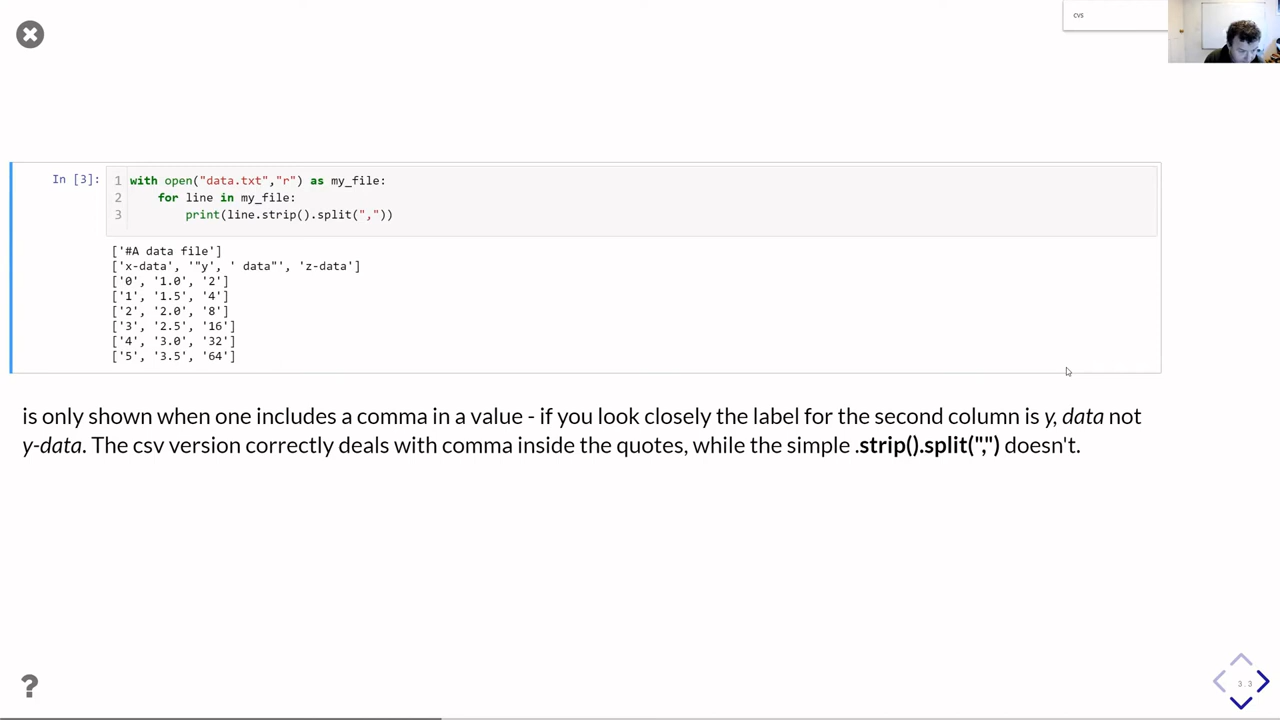 cvs
In [3]:
1 with open("data.txt","r") as my_file:
2 for line in my_file:
3 print(line.strip().split(","))
['#A data file']
['x-data', '"y', ' data"', 'z-data']
['0', '1.0', '2']
['1', '1.5', '4']
['2', '2.0', '8']
['3', '2.5', '16']
['4', '3.0', '32']
['5', '3.5', '64']
is only shown when one includes a comma in a value - if you look closely the label for the second column is y, data not
y-data. The csv version correctly deals with comma inside the quotes, while the simple .strip().split(",") doesn't.
?
3.3